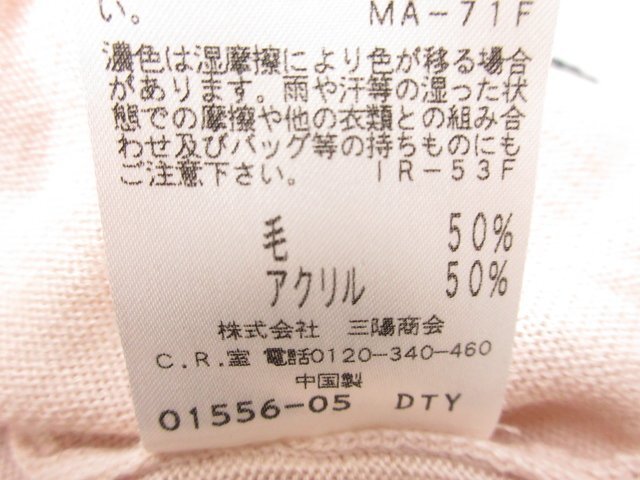 い。
MA-71F
濃色は湿摩擦により色が移る場合
があります。雨や汗等の湿った状
態での摩擦や他の衣類との組み合
わせ及びバッグ等の持ちものにも
ご注意下さい。 IR-53F
毛 50%
アクリル 50%
株式会社 三陽商会
C.R.室 電話0120-340-460
中国製
01556-05 DTY